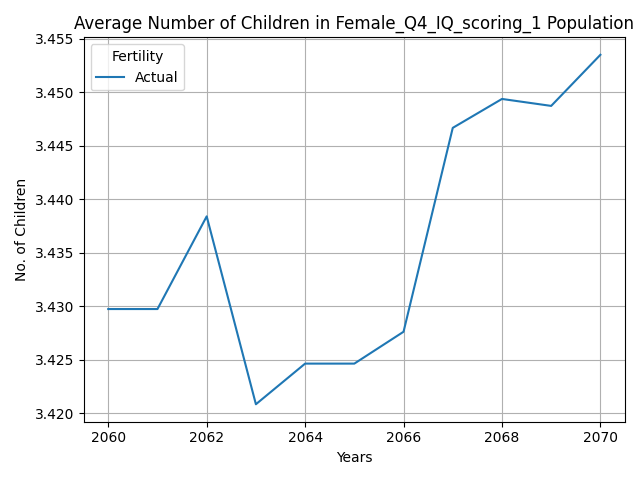 Average Number of Children in Female_Q4_IQ_scoring_1 Population
Fertility
Actual
No. of Children
3.455
3.450
3.445
3.440
3.435
3.430
3.425
3.420
2060 2062 2064 2066 2068 2070
Years